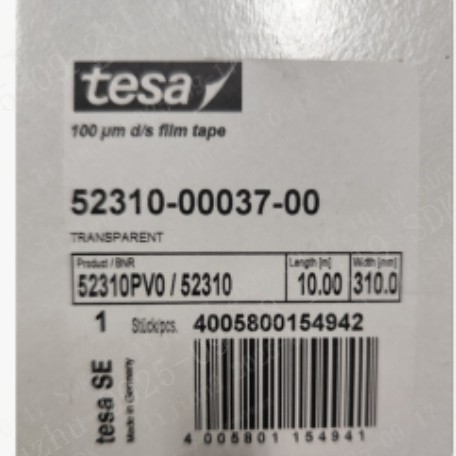 tesa
100 µm d/s film tape
52310-00037-00
TRANSPARENT
Product / BNR
Length [m]
Width [mm]
52310PV0 / 52310
10.00
310.0
1 Stück/pcs. 4005800154942
tesa SE
Made in Germany
4 005801 154941